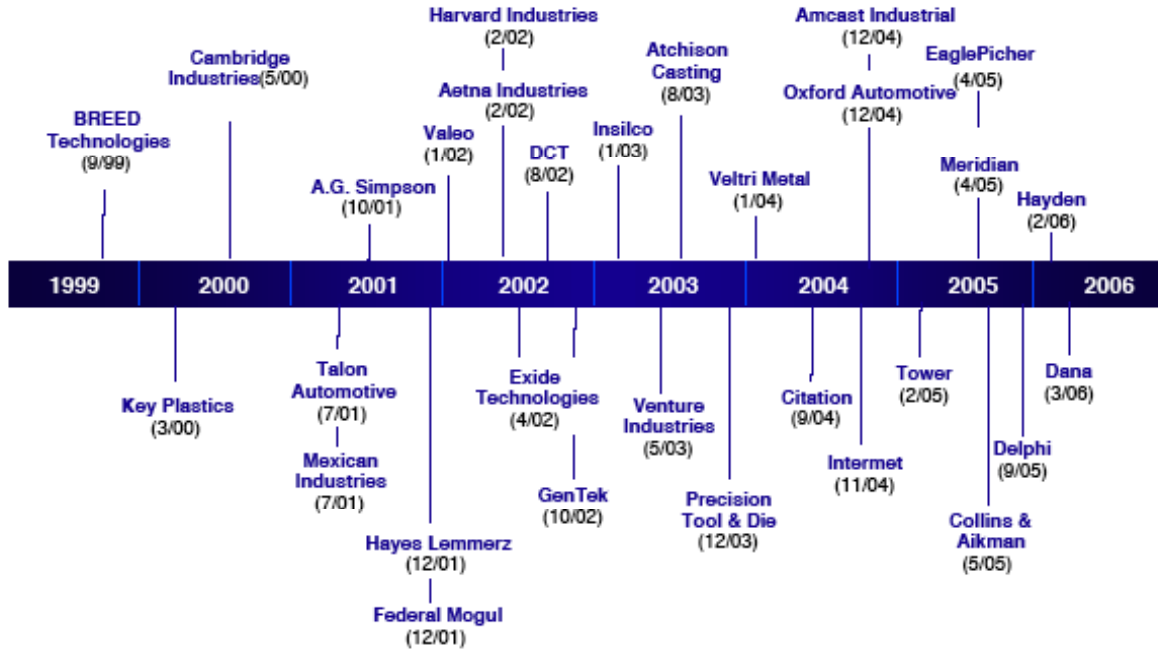 Harvard Industries
(2/02)
Amcast Industrial
(12/04)
Cambridge
Industries(5/00)
Atchison
Casting
(8/03)
EaglePicher
(4/05)
Aetna Industries
(2/02)
Oxford Automotive
(12/04)
BREED
Technologies
(9/99)
Valeo
(1/02)
Insilco
(1/03)
DCT
(8/02)
Meridian
(4/05)
A.G. Simpson
(10/01)
Veltri Metal
(1/04)
Hayden
(2/06)
1999 2000 2001 2002 2003 2004 2005 2006
Key Plastics
(3/00)
Talon
Automotive
(7/01)
Mexican
Industries
(7/01)
Hayes Lemmerz
(12/01)
Federal Mogul
(12/01)
Exide
Technologies
(4/02)
GenTek
(10/02)
Venture
Industries
(5/03)
Precision
Tool & Die
(12/03)
Citation
(9/04)
Intermet
(11/04)
Tower
(2/05)
Collins &
Aikman
(5/05)
Delphi
(9/05)
Dana
(3/06)